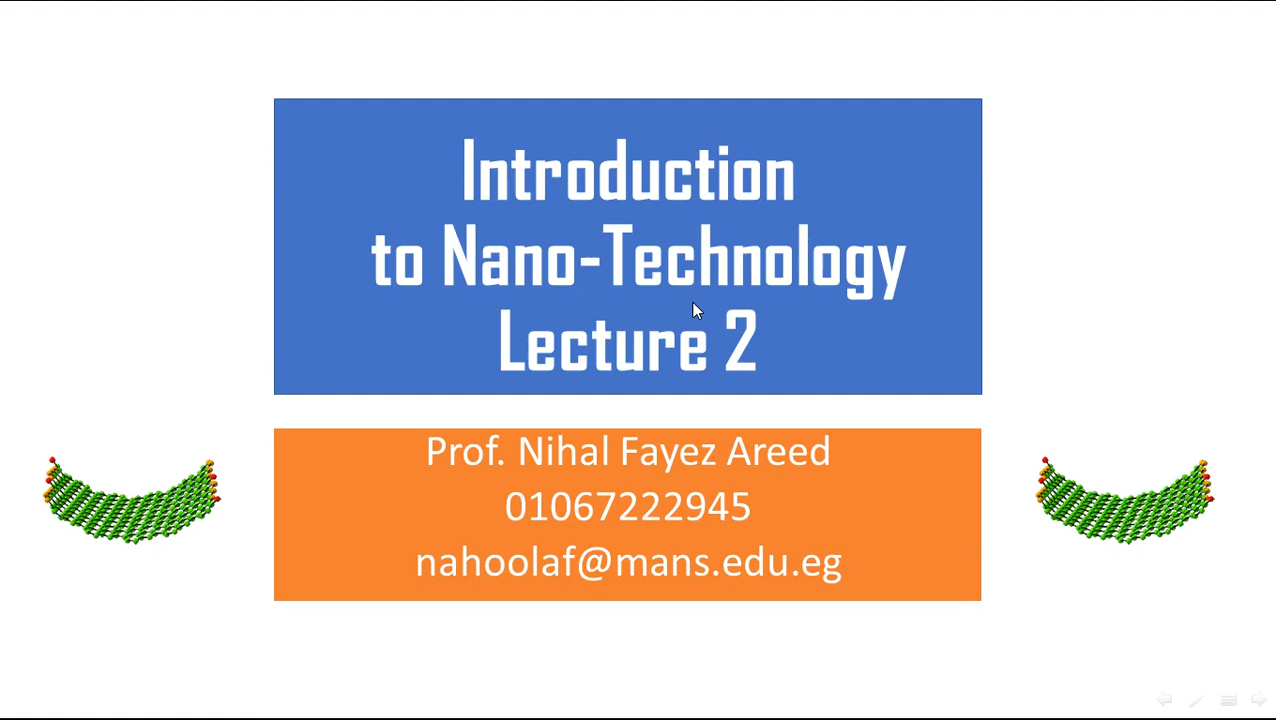 Introduction
to Nano-Technology
Lecture 2
Prof. Nihal Fayez Areed
01067222945
nahoolaf@mans.edu.eg